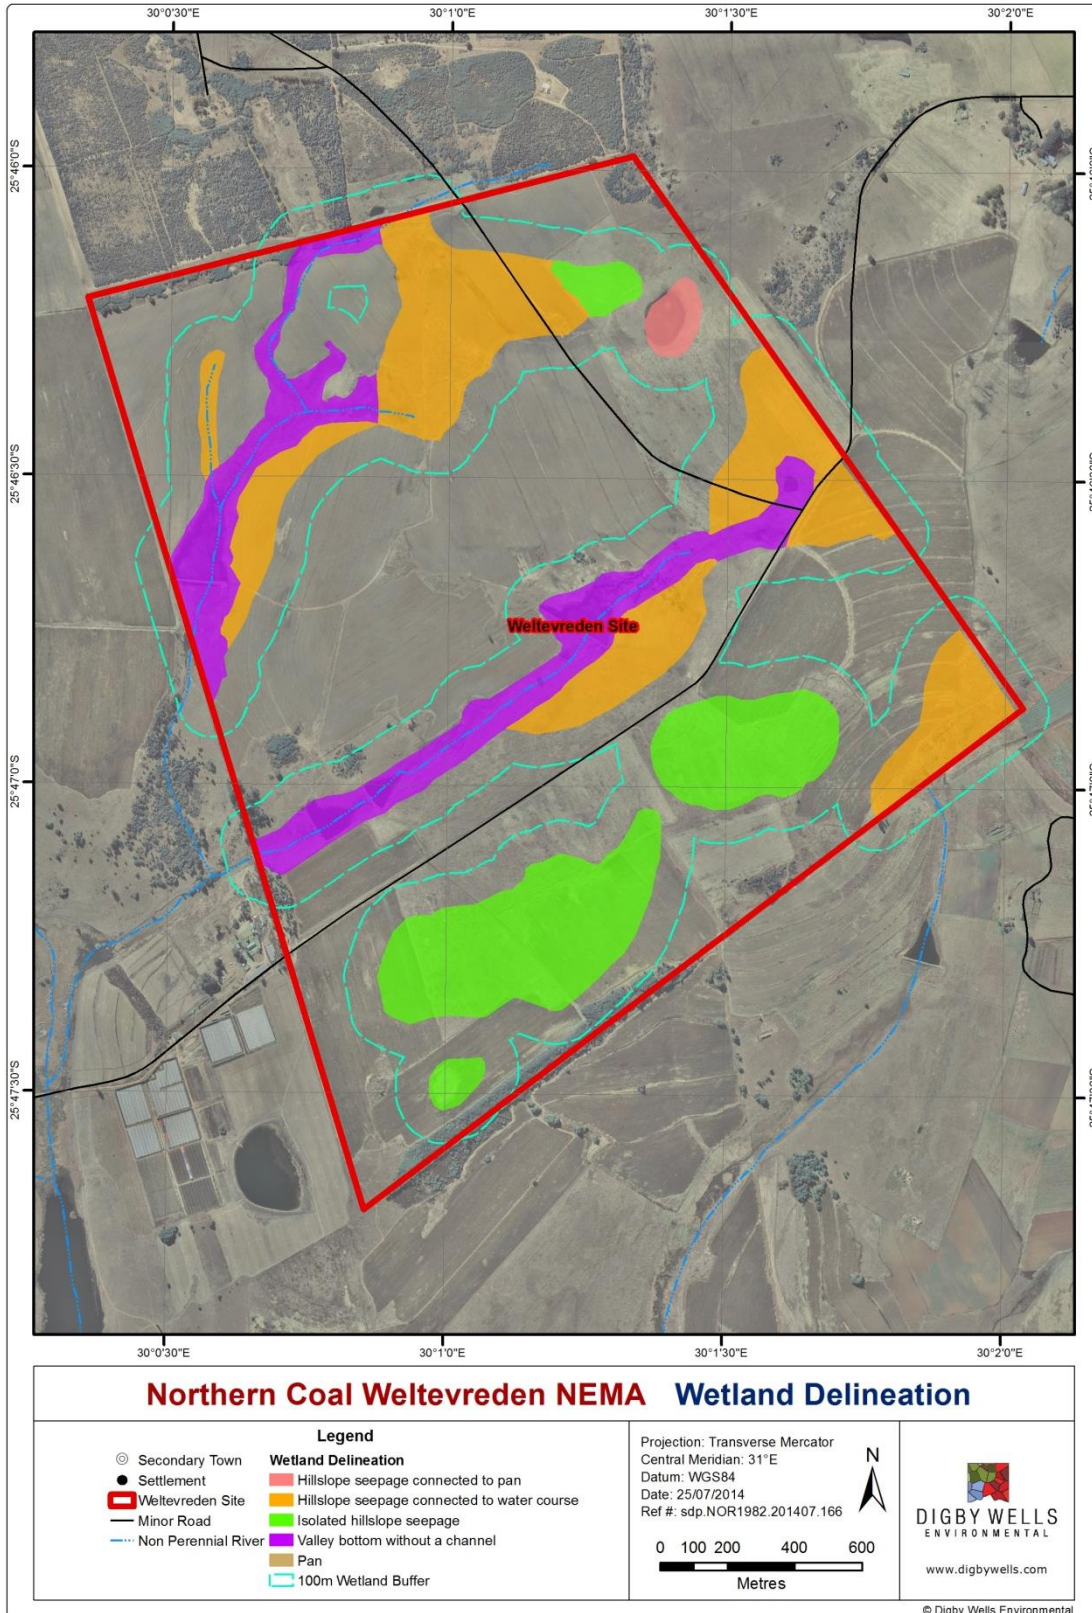 30°0'30"E 30°1'0"E 30°1'30"E 30°2'0"E
25°46'0"S
25°46'30"S
Weltevreden Site
25°47'0"S
25°47'30"S
30°0'30"E 30°1'0"E 30°1'30"E 30°2'0"E
Northern Coal Weltevreden NEMA Wetland Delineation
Legend
Secondary Town
Settlement
Weltevreden Site
Minor Road
Non Perennial River
Wetland Delineation
Hillslope seepage connected to pan
Hillslope seepage connected to water course
Isolated hillslope seepage
Valley bottom without a channel
Pan
100m Wetland Buffer
Projection: Transverse Mercator
Central Meridian: 31°E
Datum: WGS84
Date: 25/07/2014
Ref #: sdp.NOR1982.201407.166
N
0 100 200 400 600
Metres
DIGBY WELLS
ENVIRONMENTAL
www.digbywells.com
© Digby Wells Environmental